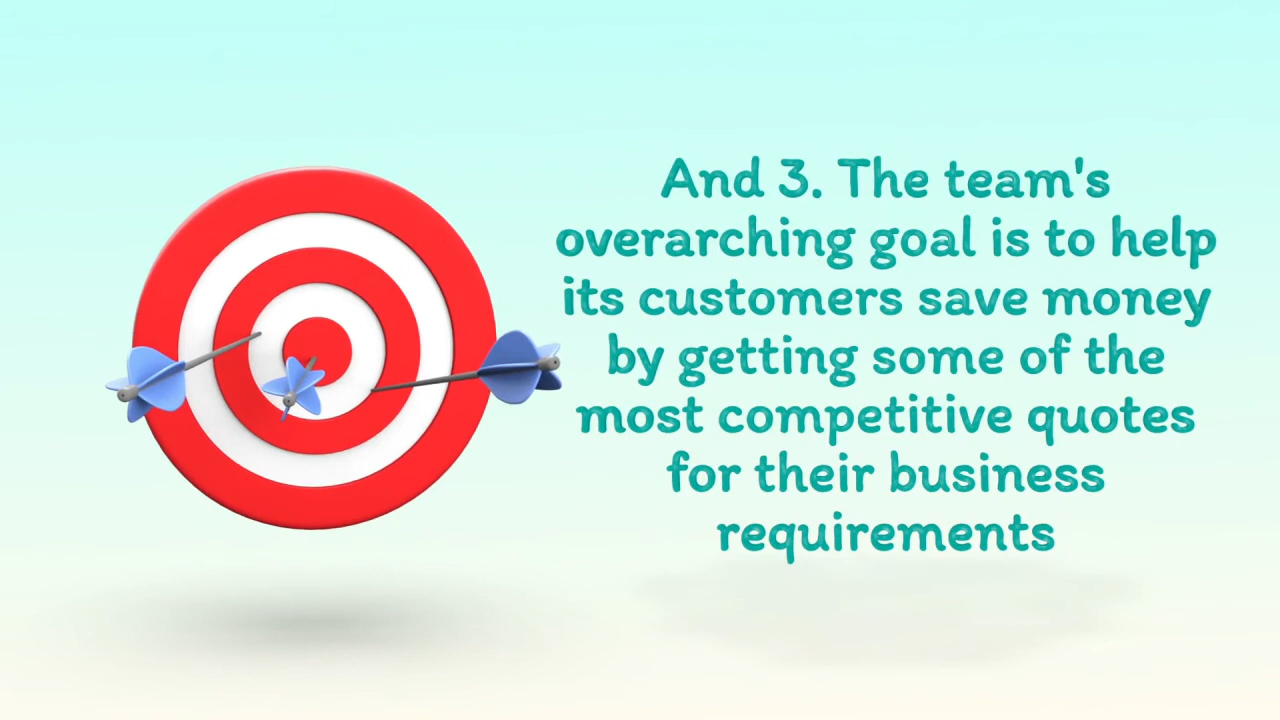 And 3. The team's
overarching goal is to help
its customers save money
by getting some of the
most competitive quotes
for their business
requirements